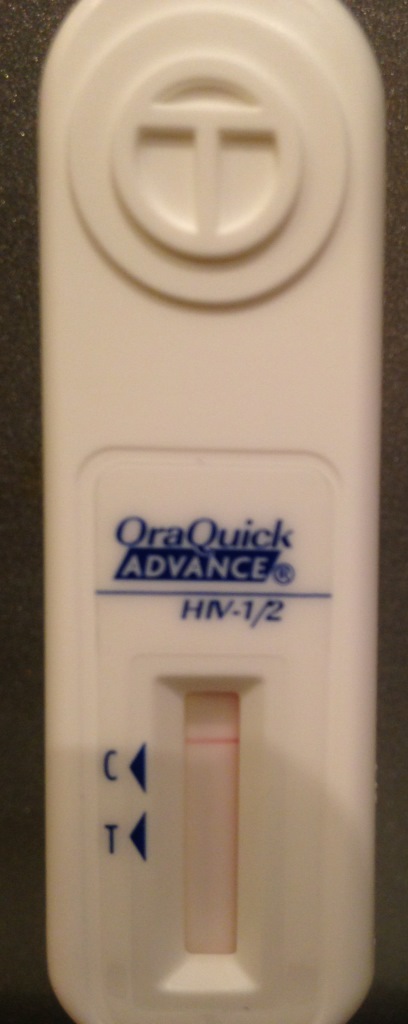 OraQuick
ADVANCE®
HIV-1/2
C
T